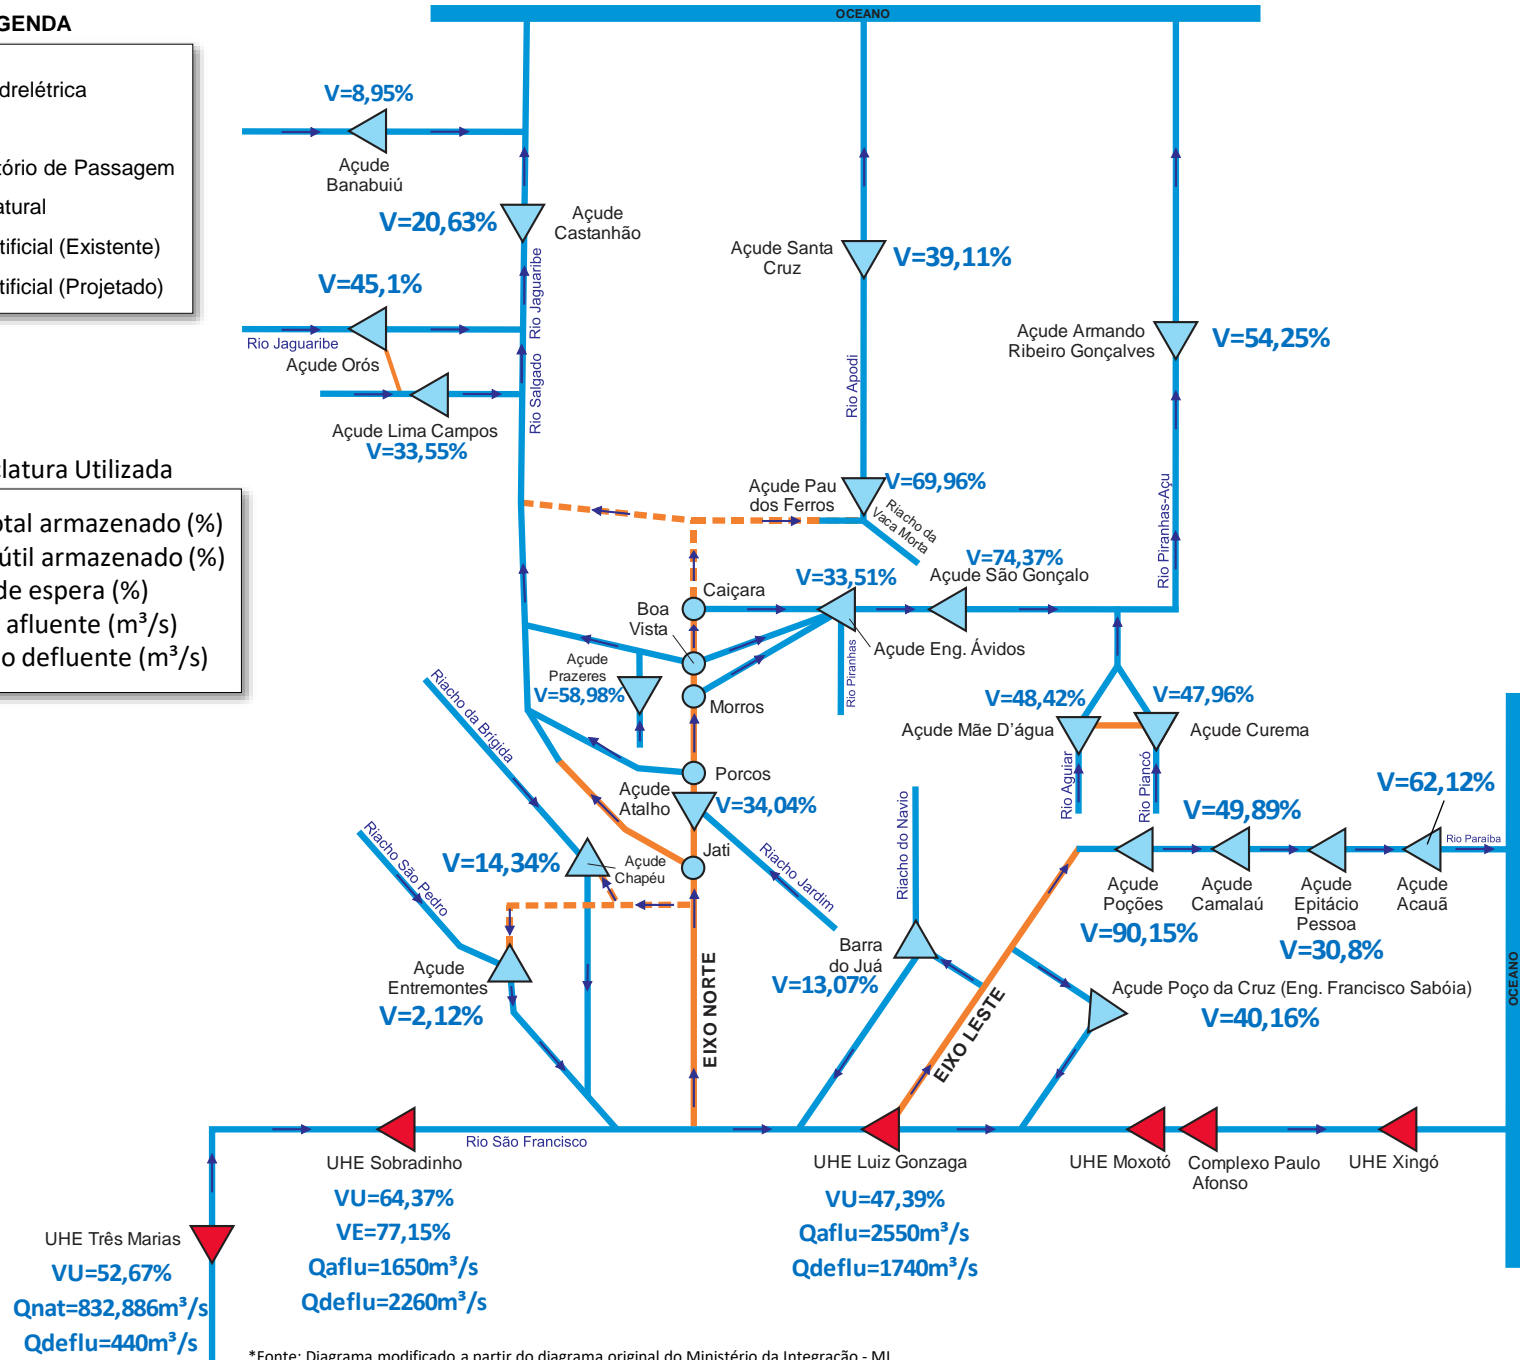 GENDA
drelétrica
tório de Passagem
atural
tificial (Existente)
tificial (Projetado)
clatura Utilizada
otal armazenado (%)
útil armazenado (%)
de espera (%)
afluente (m³/s)
o defluente (m³/s)
OCEANO
V=8,95%
Açude
Banabuiú
V=20,63%
Açude
Castanhão
Rio Jaguaribe
V=45,1%
Rio Jaguaribe
Açude Orós
Rio Salgado
Açude Lima Campos
V=33,55%
Açude Santa
Cruz
V=39,11%
Rio Apodi
Açude Armando
Ribeiro Gonçalves
V=54,25%
Rio Piranhas-Açu
Açude Pau
dos Ferros
V=69,96%
Riacho da
Vaca Morta
V=74,37%
Açude São Gonçalo
V=33,51%
Caiçara
Boa
Vista
Açude Eng. Ávidos
Rio Piranhas
Açude
Prazeres
V=58,98%
Morros
Riacho da Brígida
V=48,42%
V=47,96%
Açude Mãe D'água
Açude Curema
Rio Aguiar
Rio Piancó
Porcos
Açude
Atalho
V=34,04%
V=62,12%
V=49,89%
Rio Paraíba
Jati
Riacho Jardim
Riacho do Navio
Riacho São Pedro
V=14,34%
Açude
Chapéu
Açude
Poções
V=90,15%
Açude
Camalaú
Açude
Epitácio
Pessoa
V=30,8%
Açude
Acauã
Açude
Entremontes
V=2,12%
Barra
do Juá
V=13,07%
Açude Poço da Cruz (Eng. Francisco Sabóia)
V=40,16%
OCEANO
EIXO NORTE
EIXO LESTE
Rio São Francisco
UHE Sobradinho
VU=64,37%
VE=77,15%
Qaflu=1650m³/s
Qdeflu=2260m³/s
UHE Luiz Gonzaga
VU=47,39%
Qaflu=2550m³/s
Qdeflu=1740m³/s
UHE Moxotó
Complexo Paulo
Afonso
UHE Xingó
UHE Três Marias
VU=52,67%
Qnat=832,886m³/s
Qdeflu=440m³/s
*Fonte: Diagrama modificado a partir do diagrama original do Ministério da Integração - MI